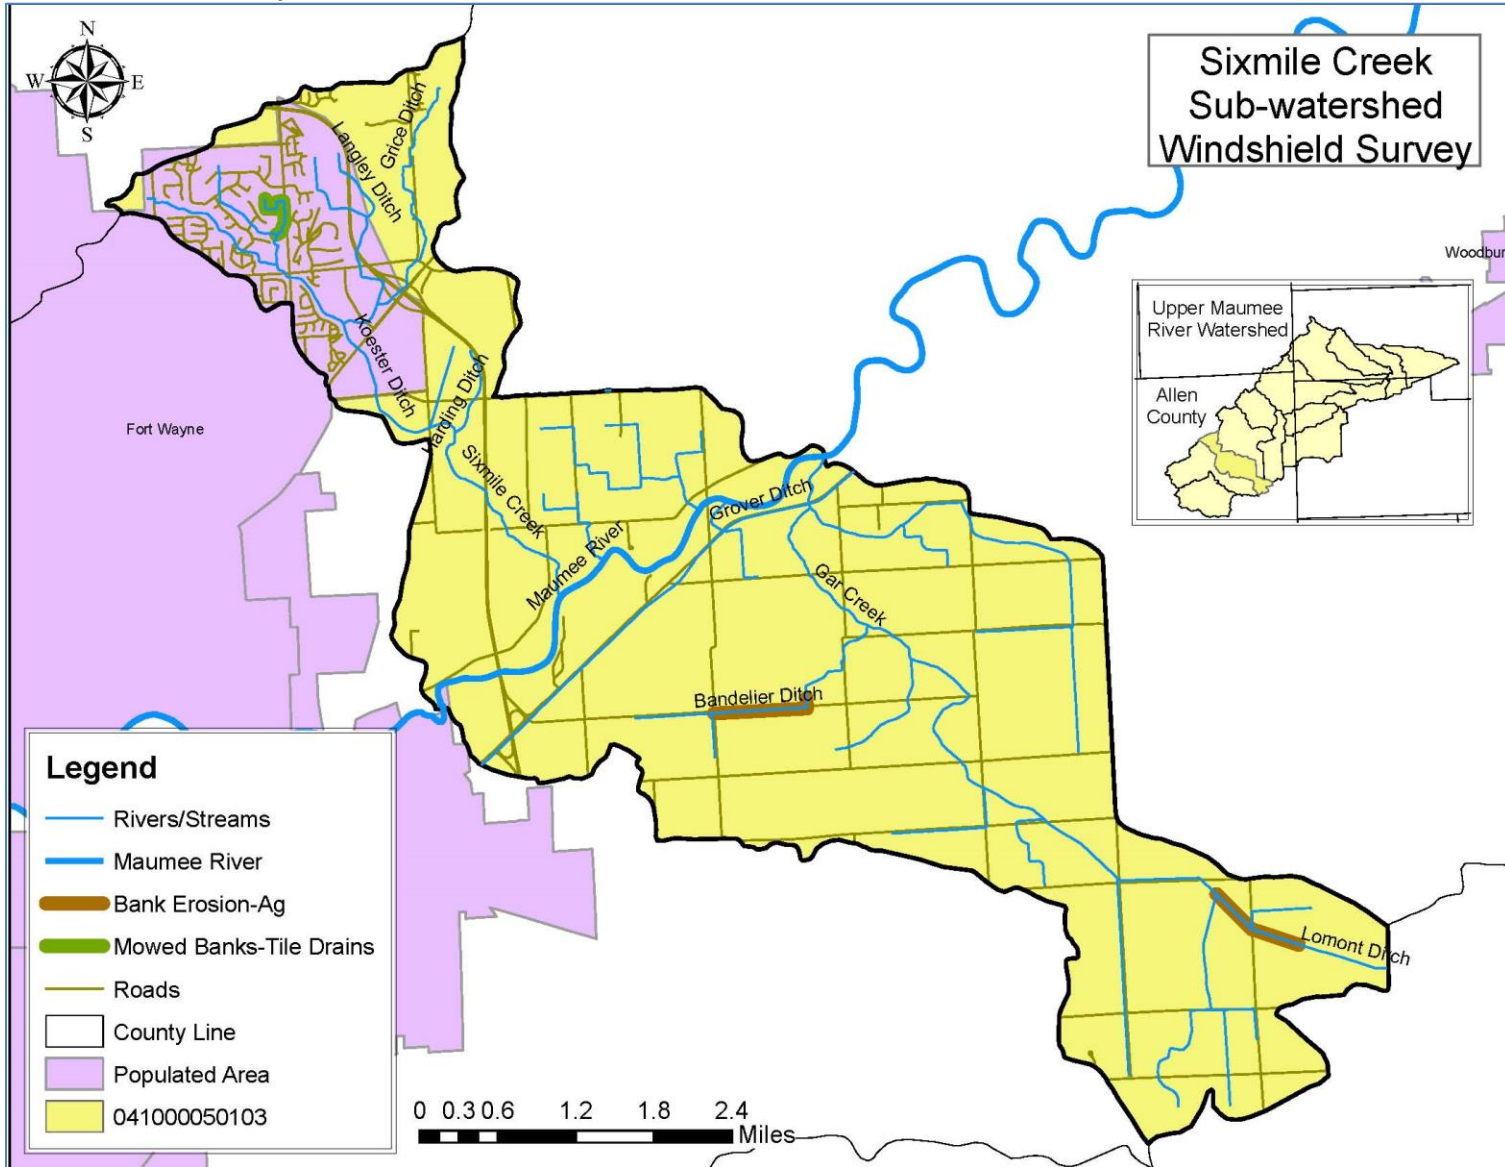 N
W
E
S
Sixmile Creek
Sub-watershed
Windshield Survey
Grice Ditch
Langley Ditch
Koester Ditch
Harding Ditch
Sixmile Creek
Fort Wayne
Maumee River
Grover Ditch
Gar Creek
Bandelier Ditch
Lomont Ditch
Upper Maumee
River Watershed
Allen
County
Legend
Rivers/Streams
Maumee River
Bank Erosion-Ag
Mowed Banks-Tile Drains
Roads
County Line
Populated Area
041000050103
0 0.3 0.6 1.2 1.8 2.4
Miles